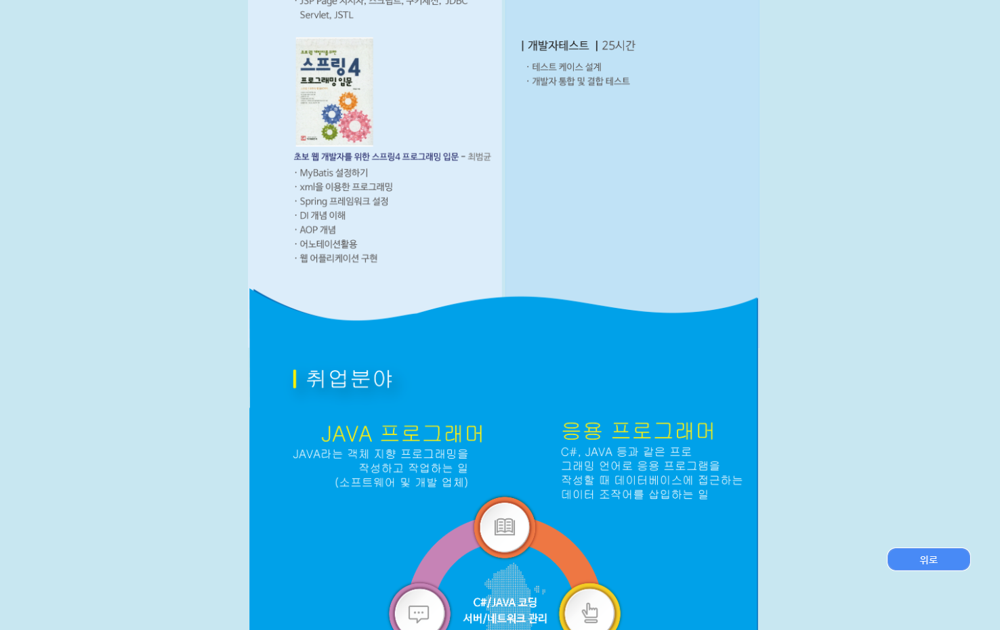 · JSP Page 지시자, 스크립트, 쿠키세션, JDBC
Servlet, JSTL
초보 웹 개발자를 위한
스프링4
프로그래밍 입문
초보 웹 개발자를 위한 스프링4 프로그래밍 입문 - 최범균
· MyBatis 설정하기
· xml을 이용한 프로그래밍
· Spring 프레임워크 설정
· DI 개념 이해
· AOP 개념
· 어노테이션활용
· 웹 어플리케이션 구현
| 개발자테스트 | 25시간
· 테스트 케이스 설계
· 개발자 통합 및 결합 테스트
취업분야
JAVA 프로그래머
JAVA라는 객체 지향 프로그래밍을
작성하고 작업하는 일
(소프트웨어 및 개발 업체)
응용 프로그래머
C#, JAVA 등과 같은 프로
그래밍 언어로 응용 프로그램을
작성할 때 데이터베이스에 접근하는
데이터 조작어를 삽입하는 일
C#/JAVA 코딩
서버/네트워크 관리
위로